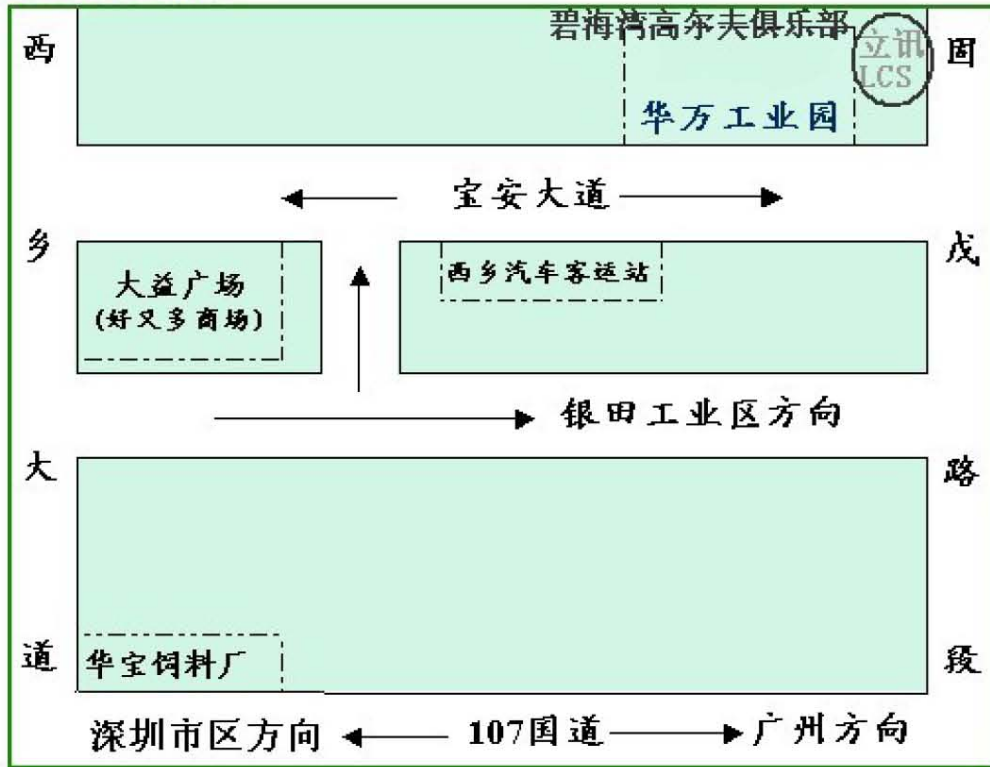 碧海湾高尔夫俱乐部
立讯
LCS
华万工业园
西乡大道
固戍路段
宝安大道
大益广场
(好又多商场)
西乡汽车客运站
银田工业区方向
华宝饲料厂
深圳市区方向
107国道
广州方向